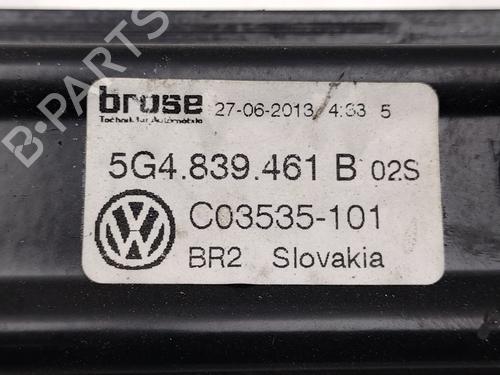 brose 27-06-2013 4:33 5
Technik für Automobile
5G4.839.461 B 02S
C03535-101
BR2 Slovakia
B-PARTS